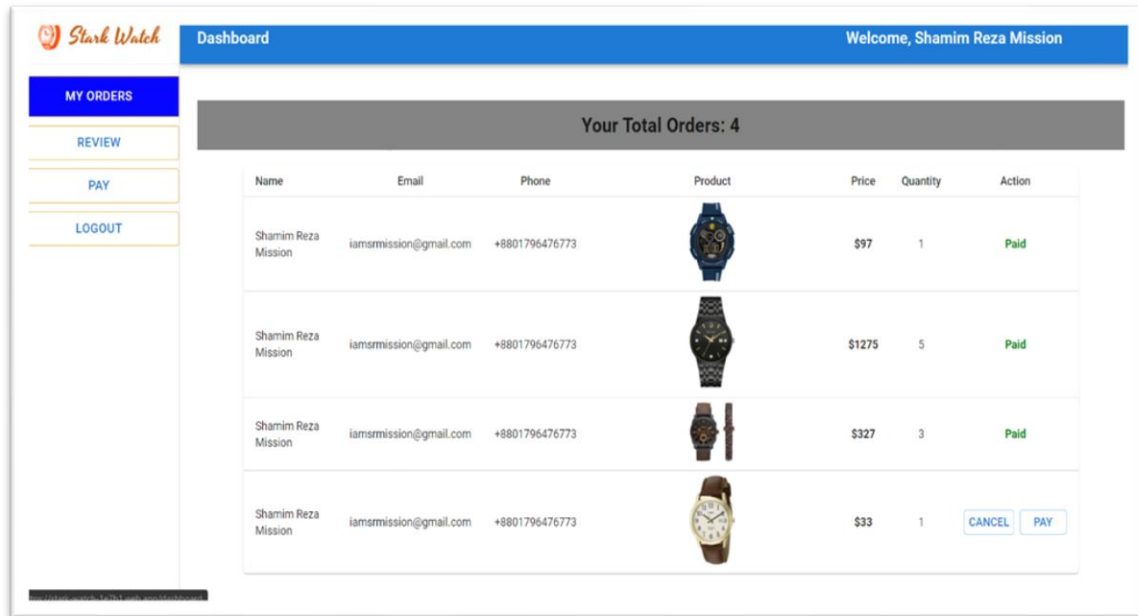 Stark Watch
Dashboard
Welcome, Shamim Reza Mission
MY ORDERS
REVIEW
PAY
LOGOUT
Your Total Orders: 4
Name Email Phone Product Price Quantity Action
Shamim Reza
Mission
iamsrmission@gmail.com +8801796476773 $97 1 Paid
Shamim Reza
Mission
iamsrmission@gmail.com +8801796476773 $1275 5 Paid
Shamim Reza
Mission
iamsrmission@gmail.com +8801796476773 $327 3 Paid
Shamim Reza
Mission
iamsrmission@gmail.com +8801796476773 $33 1 CANCEL PAY